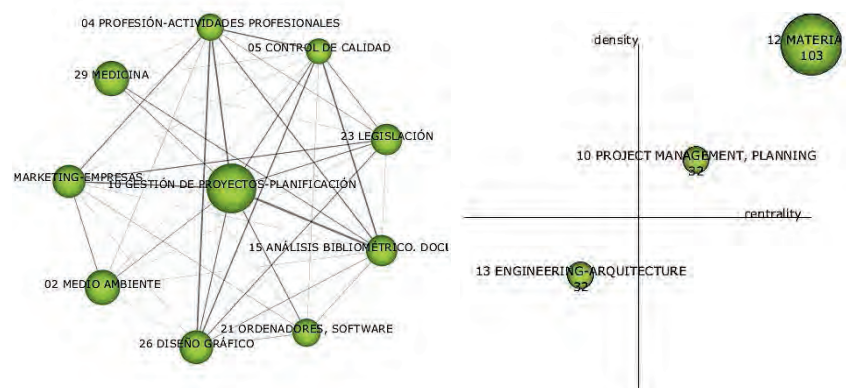 04 PROFESIÓN-ACTIVIDADES PROFESIONALES
05 CONTROL DE CALIDAD
29 MEDICINA
23 LEGISLACIÓN
MARKETING-EMPRESAS
10 GESTIÓN DE PROYECTOS-PLANIFICACIÓN
15 ANÁLISIS BIBLIOMÉTRICO. DOCU
02 MEDIO AMBIENTE
21 ORDENADORES, SOFTWARE
26 DISEÑO GRÁFICO
density
12 MATERIA
103
10 PROJECT MANAGEMENT, PLANNING
32
centrality
13 ENGINEERING-ARQUITECTURE
32